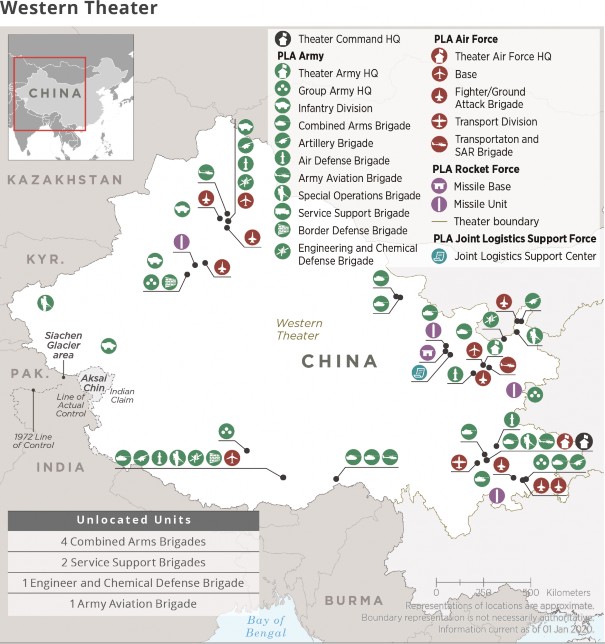 Western Theater
CHINA
Theater Command HQ
PLA Army
Theater Army HQ
Group Army HQ
Infantry Division
Combined Arms Brigade
Artillery Brigade
Air Defense Brigade
Army Aviation Brigade
Special Operations Brigade
Service Support Brigade
Border Defense Brigade
Engineering and Chemical
Defense Brigade
PLA Air Force
Theater Air Force HQ
Base
Fighter/Ground
Attack Brigade
Transport Division
Transportaton and
SAR Brigade
PLA Rocket Force
Missile Base
Missile Unit
Theater boundary
PLA Joint Logistics Support Force
Joint Logistics Support Center
KAZAKHSTAN
KYR.
Western
Theater
CHINA
Siachen
Glacier
area
PAK.
Aksai
Chin
Indian
Claim
Line of
Actual
Control
1972 Line
of Control
INDIA
BURMA
Bay of
Bengal
Unlocated Units
4 Combined Arms Brigades
2 Service Support Brigades
1 Engineer and Chemical Defense Brigade
1 Army Aviation Brigade
0 250 500 Kilometers
Representations of locations are approximate.
Boundary representation is not necessarily authoritative.
Information current as of 01 Jan 2020.